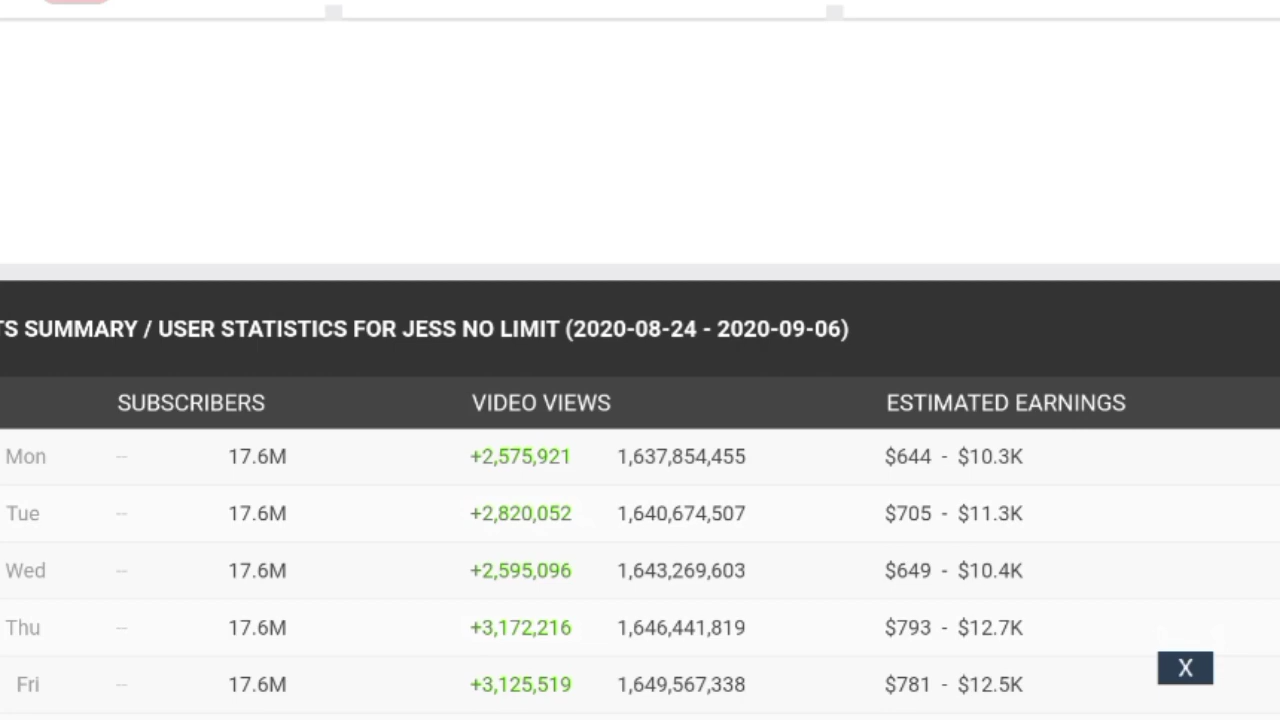 TS SUMMARY / USER STATISTICS FOR JESS NO LIMIT (2020-08-24 - 2020-09-06)
SUBSCRIBERS VIDEO VIEWS ESTIMATED EARNINGS
Mon -- 17.6M +2,575,921 1,637,854,455 $644 - $10.3K
Tue -- 17.6M +2,820,052 1,640,674,507 $705 - $11.3K
Wed -- 17.6M +2,595,096 1,643,269,603 $649 - $10.4K
Thu -- 17.6M +3,172,216 1,646,441,819 $793 - $12.7K
X
Fri -- 17.6M +3,125,519 1,649,567,338 $781 - $12.5K